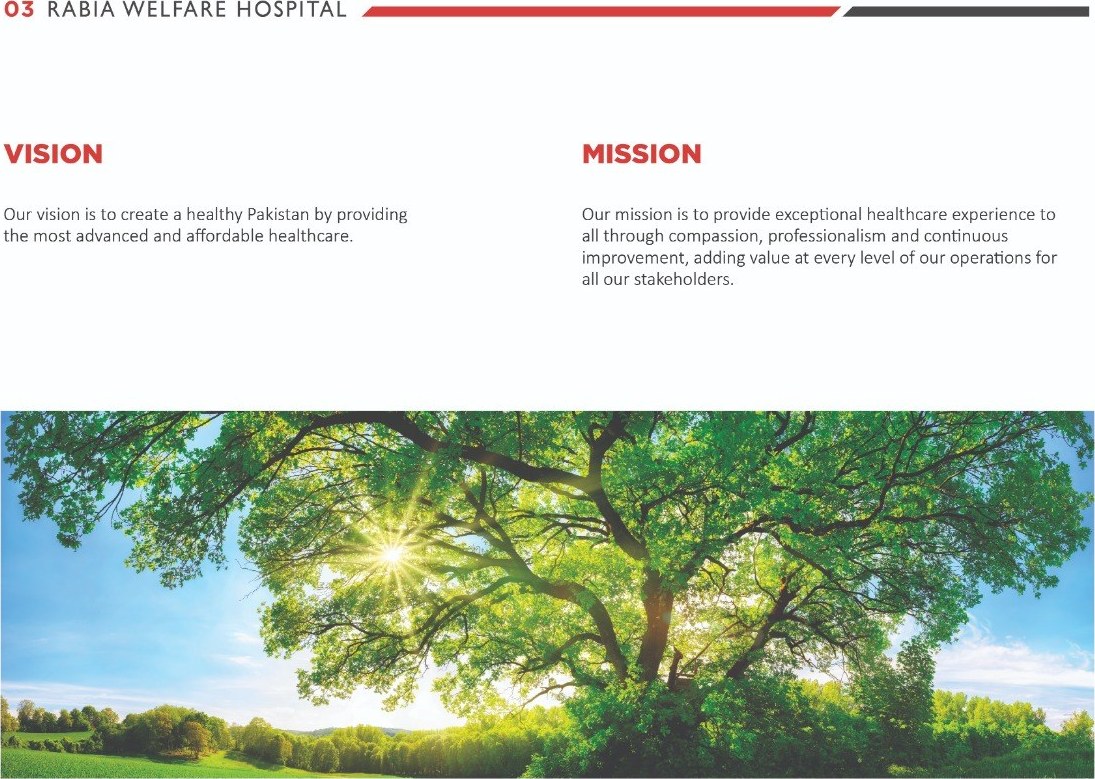 03 RABIA WELFARE HOSPITAL
VISION
Our vision is to create a healthy Pakistan by providing
the most advanced and affordable healthcare.
MISSION
Our mission is to provide exceptional healthcare experience to
all through compassion, professionalism and continuous
improvement, adding value at every level of our operations for
all our stakeholders.